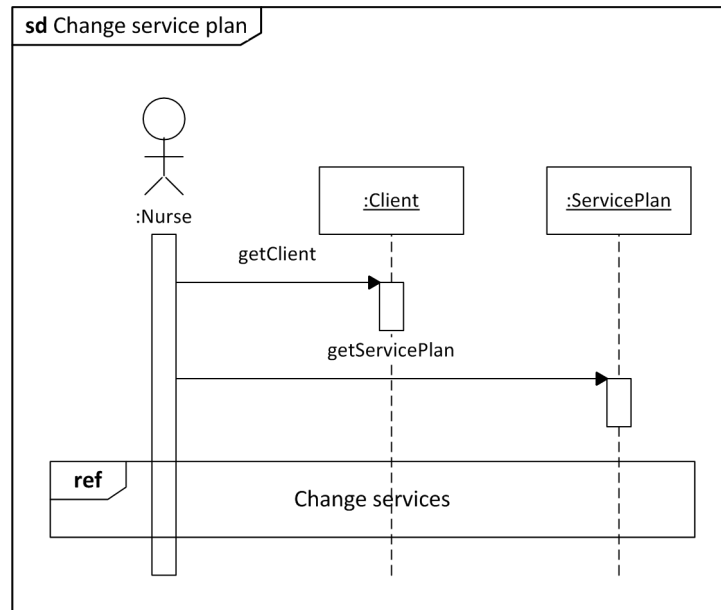 sd Change service plan
:Nurse
:Client
:ServicePlan
getClient
getServicePlan
ref
Change services